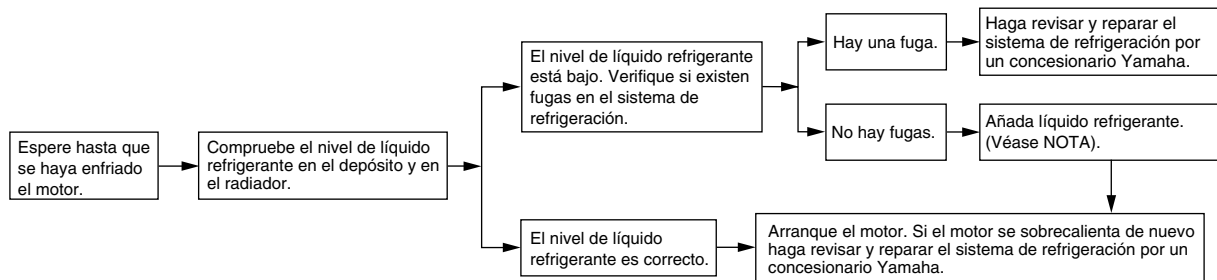 Espere hasta que
se haya enfriado
el motor.
Compruebe el nivel de líquido
refrigerante en el depósito y en
el radiador.
El nivel de líquido refrigerante
está bajo. Verifique si existen
fugas en el sistema de
refrigeración.
Hay una fuga.
Haga revisar y reparar el
sistema de refrigeración por
un concesionario Yamaha.
No hay fugas.
Añada líquido refrigerante.
(Véase NOTA).
El nivel de líquido
refrigerante es correcto.
Arranque el motor. Si el motor se sobrecalienta de nuevo
haga revisar y reparar el sistema de refrigeración por un
concesionario Yamaha.